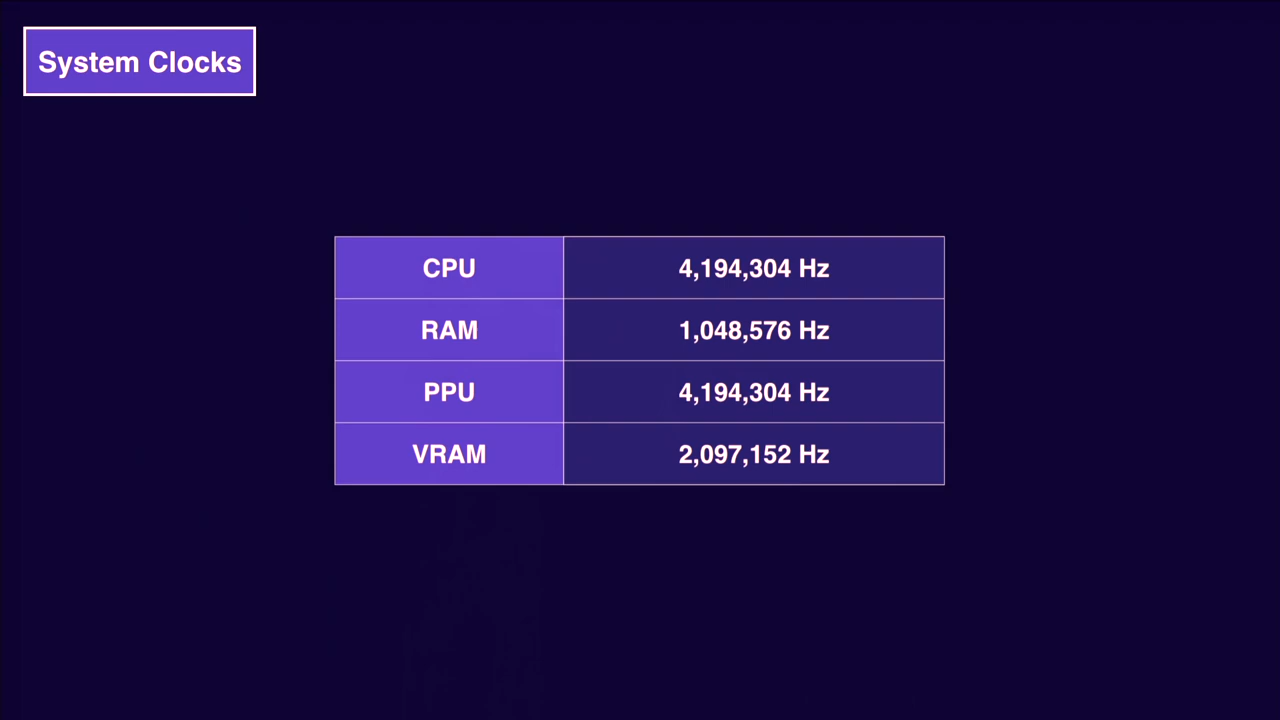 System Clocks
CPU 4,194,304 Hz
RAM 1,048,576 Hz
PPU 4,194,304 Hz
VRAM 2,097,152 Hz